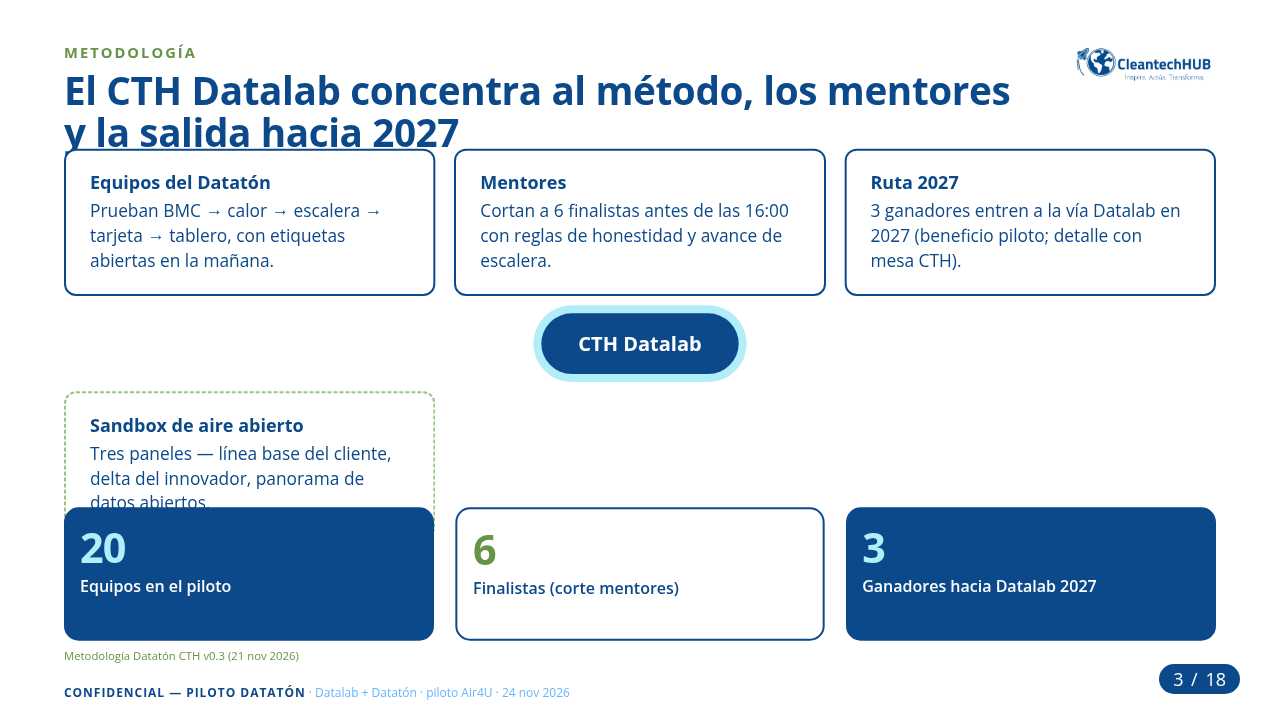 METODOLOGÍA
El CTH Datalab concentra al método, los mentores
y la salida hacia 2027
CleantechHUB
Inspira. Actúa. Transforma.
Equipos del Datatón
Prueban BMC → calor → escalera →
tarjeta → tablero, con etiquetas
abiertas en la mañana.
Mentores
Cortan a 6 finalistas antes de las 16:00
con reglas de honestidad y avance de
escalera.
Ruta 2027
3 ganadores entren a la vía Datalab en
2027 (beneficio piloto; detalle con
mesa CTH).
CTH Datalab
Sandbox de aire abierto
Tres paneles — línea base del cliente,
delta del innovador, panorama de
datos abiertos.
20
Equipos en el piloto
6
Finalistas (corte mentores)
3
Ganadores hacia Datalab 2027
Metodología Datatón CTH v0.3 (21 nov 2026)
CONFIDENCIAL — PILOTO DATATÓN · Datalab + Datatón · piloto Air4U · 24 nov 2026
3 / 18